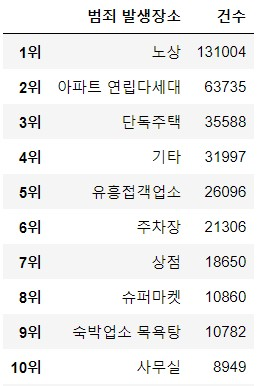 범죄 발생장소 건수
1위 노상 131004
2위 아파트 연립다세대 63735
3위 단독주택 35588
4위 기타 31997
5위 유흥접객업소 26096
6위 주차장 21306
7위 상점 18650
8위 슈퍼마켓 10860
9위 숙박업소 목욕탕 10782
10위 사무실 8949